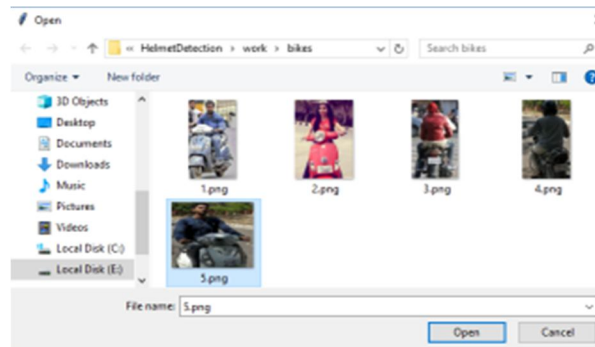 Open
« HelmetDetection › work › bikes
Search bikes
Organize
New folder
3D Objects
Desktop
Documents
Downloads
Music
Pictures
Videos
Local Disk (C:)
Local Disk (E:)
1.png
2.png
3.png
4.png
5.png
File name: 5.png
Open
Cancel